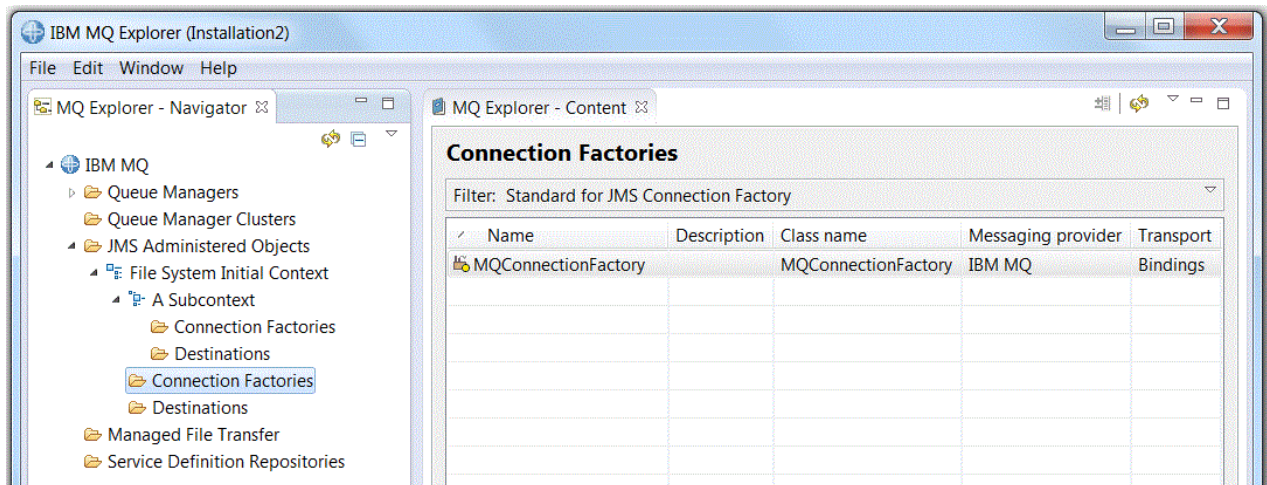 IBM MQ Explorer (Installation2)
File Edit Window Help
MQ Explorer - Navigator
IBM MQ
Queue Managers
Queue Manager Clusters
JMS Administered Objects
File System Initial Context
A Subcontext
Connection Factories
Destinations
Connection Factories
Destinations
Managed File Transfer
Service Definition Repositories
MQ Explorer - Content
Connection Factories
Filter: Standard for JMS Connection Factory
Name Description Class name Messaging provider Transport
MQConnectionFactory MQConnectionFactory IBM MQ Bindings